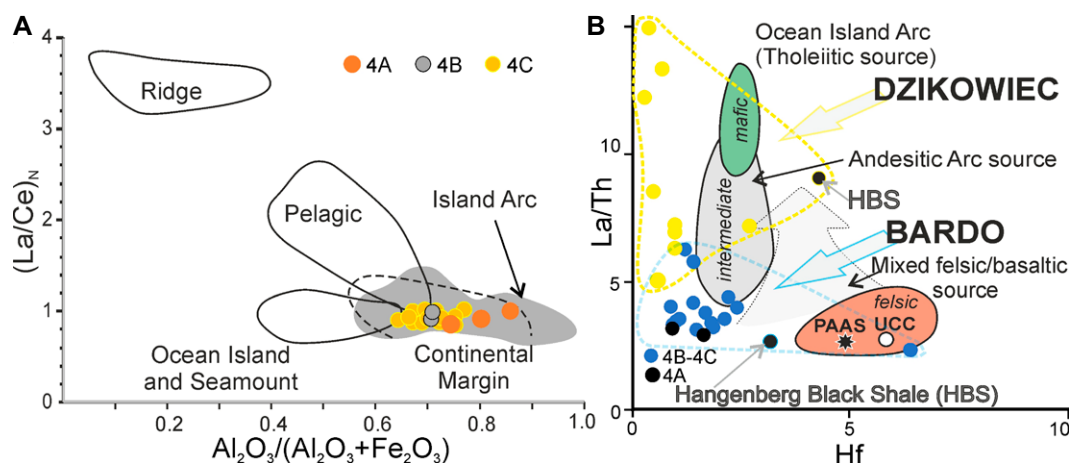 A
4A
4B
4C
Ridge
Pelagic
Island Arc
Ocean Island
and Seamount
Continental
Margin
(La/Ce)N
4
3
2
1
0
0.2
0.4
0.6
0.8
1.0
Al2O3/(Al2O3+Fe2O3)
B
Ocean Island Arc
(Tholeiitic source)
DZIKOWIEC
mafic
Andesitic Arc source
HBS
intermediate
BARDO
Mixed felsic/basaltic
source
felsic
PAAS UCC
4B-4C
4A
Hangenberg Black Shale (HBS)
La/Th
15
10
5
0
5
10
Hf